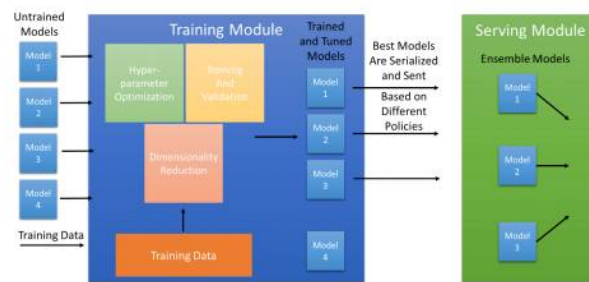 Untrained
Models
Model
1
Model
2
Model
3
Model
4
Training Data
Training Module
Hyper-
parameter
Optimization
Training
And
Validation
Dimensionality
Reduction
Training Data
Trained
and Tuned
Models
Model
1
Model
2
Model
3
Model
4
Best Models
Are Serialized
and Sent
Based on
Different
Policies
Serving Module
Ensemble Models
Model
1
Model
2
Model
3